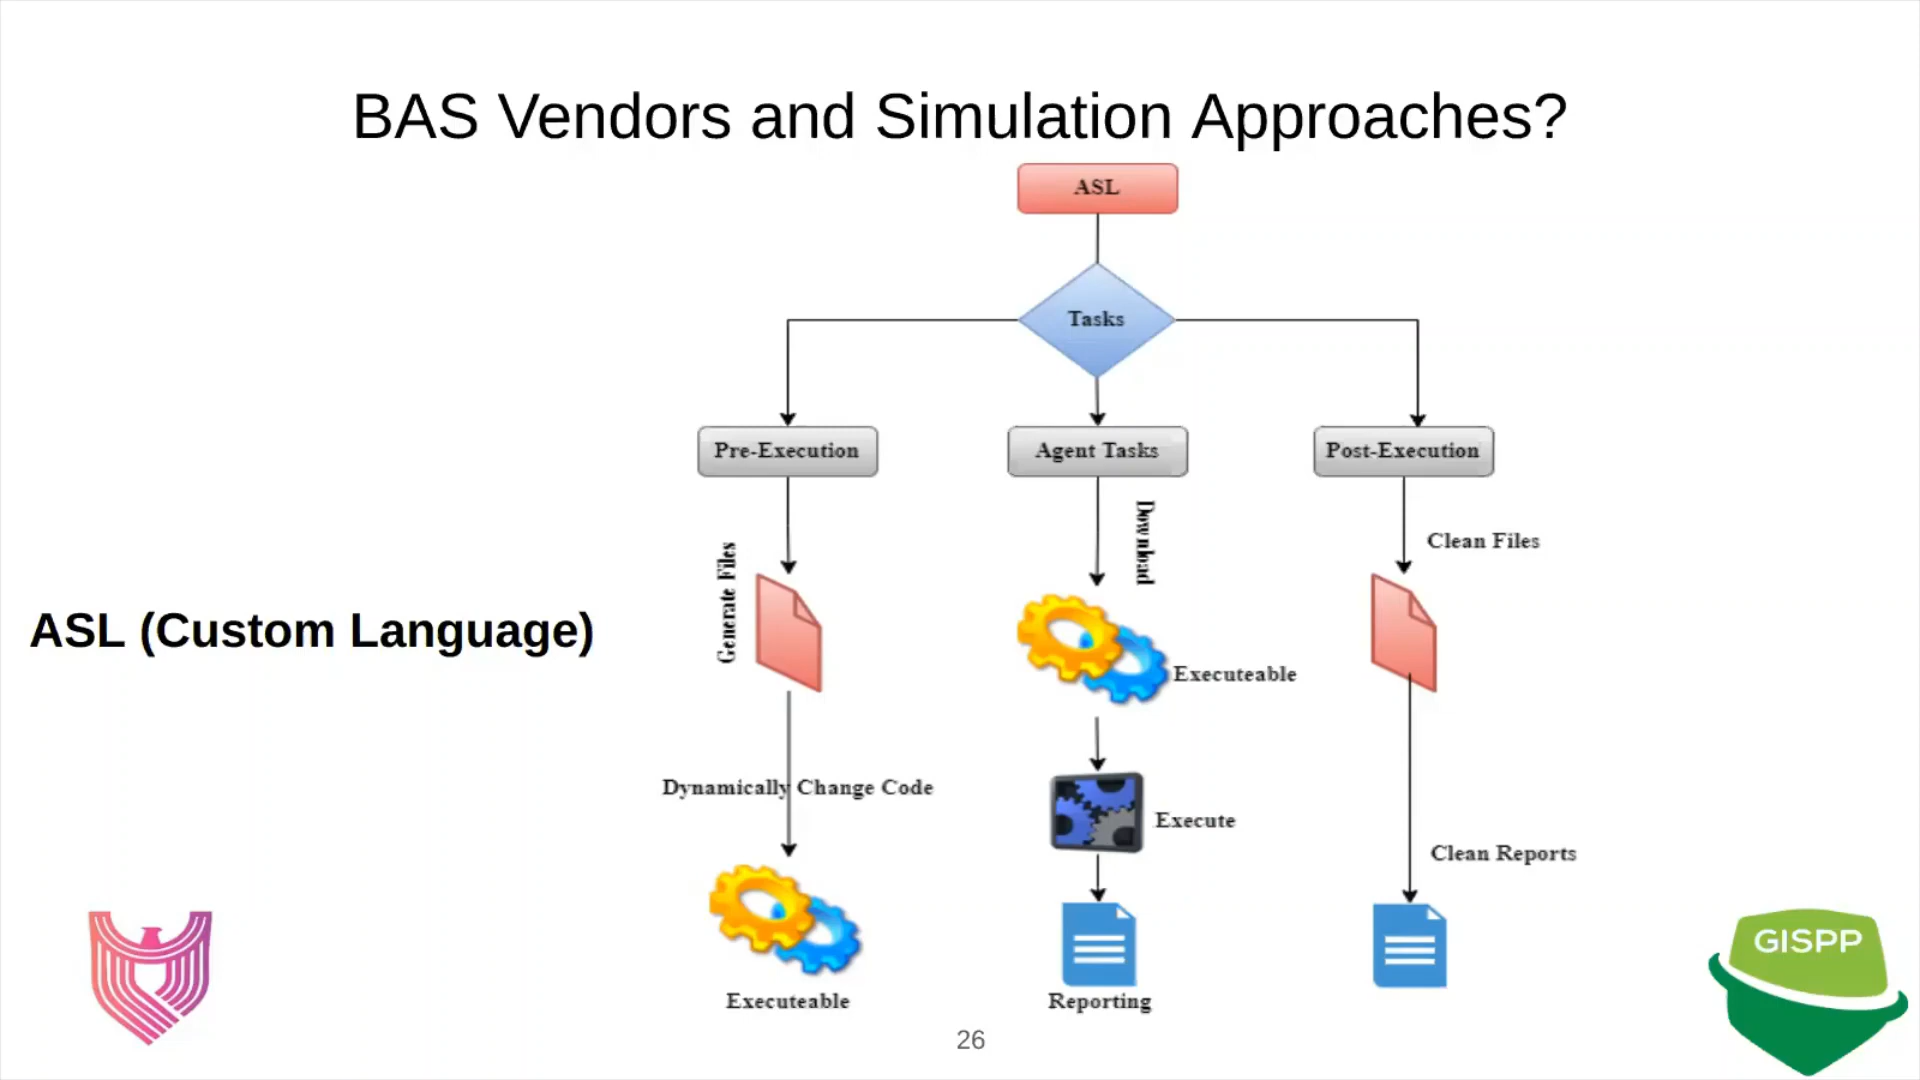 BAS Vendors and Simulation Approaches?
ASL
Tasks
Pre-Execution
Agent Tasks
Post-Execution
Generate Files
Download
Clean Files
ASL (Custom Language)
Executeable
Dynamically Change Code
Execute
Clean Reports
Executeable
Reporting
GISPP
26